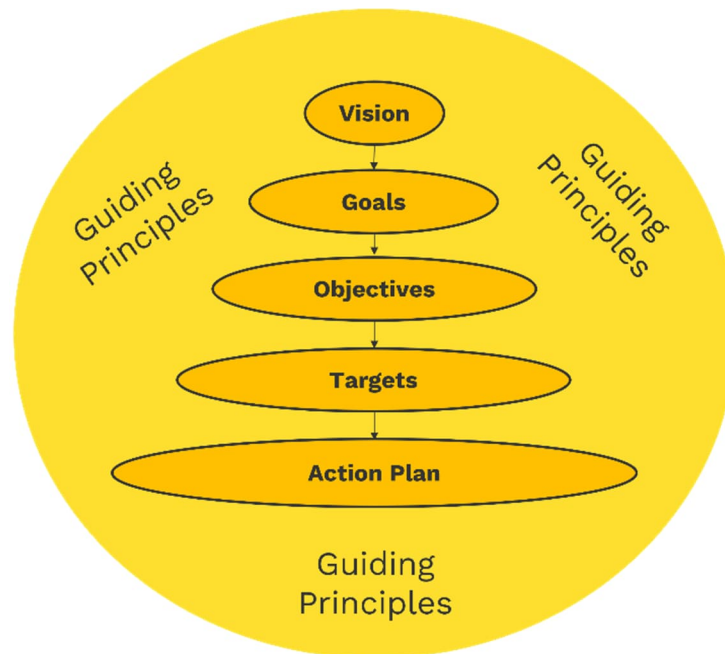 Vision
Guiding
Principles
Guiding
Principles
Goals
Objectives
Targets
Action Plan
Guiding
Principles